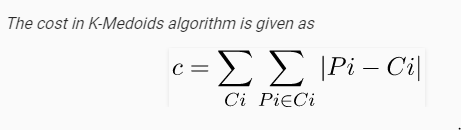 The cost in K-Medoids algorithm is given as
c = ∑ ∑ |Pi − Ci|
Ci Pi∈Ci